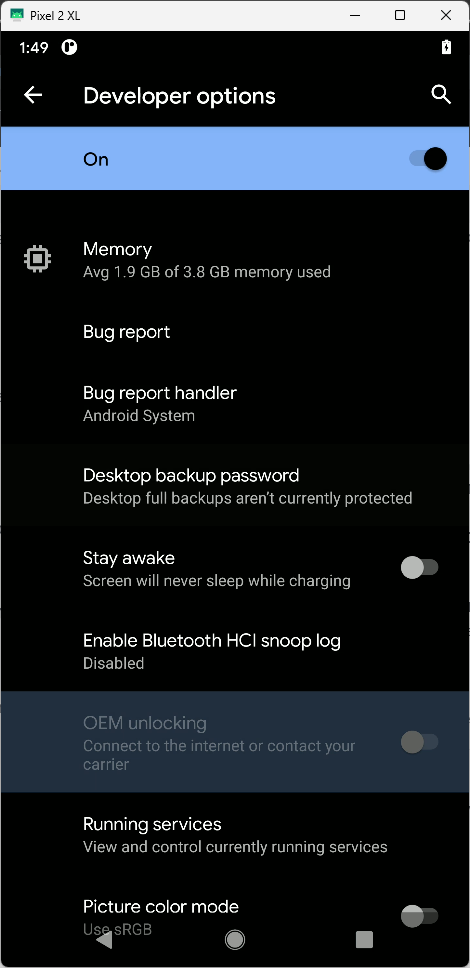 Pixel 2 XL
1:49
Developer options
On
Memory
Avg 1.9 GB of 3.8 GB memory used
Bug report
Bug report handler
Android System
Desktop backup password
Desktop full backups aren't currently protected
Stay awake
Screen will never sleep while charging
Enable Bluetooth HCI snoop log
Disabled
OEM unlocking
Connect to the internet or contact your
carrier
Running services
View and control currently running services
Picture color mode
Use sRGB